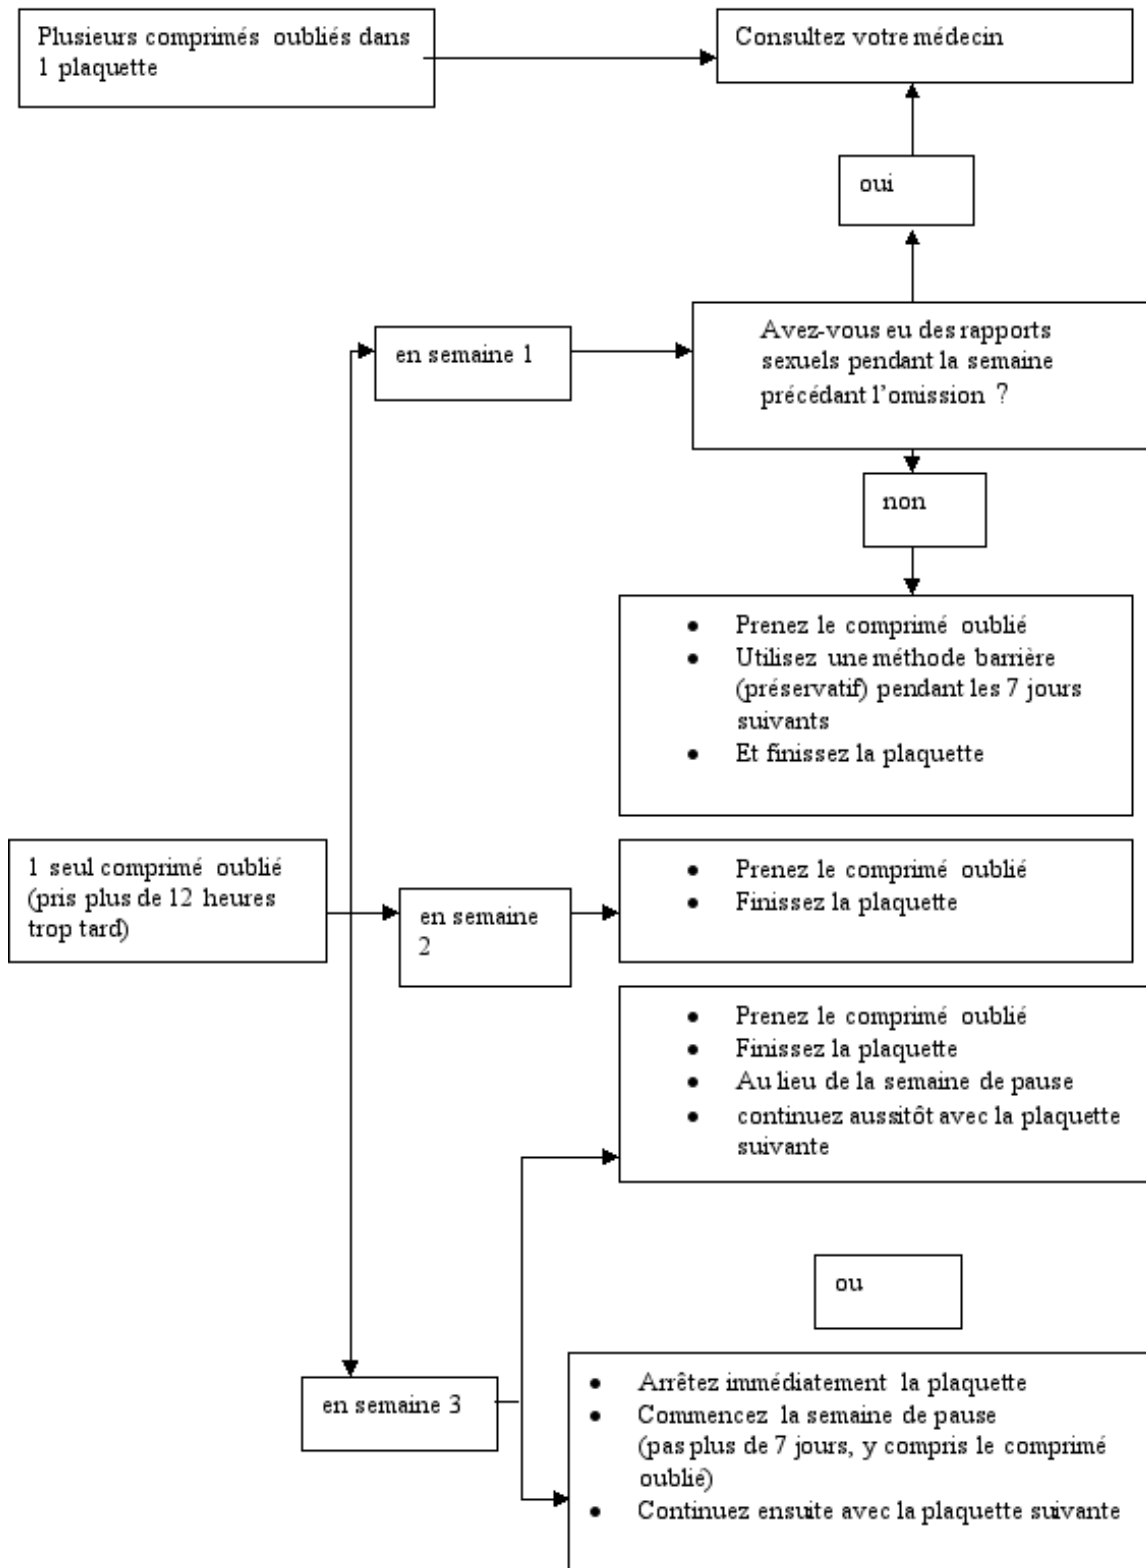 Plusieurs comprimés oubliés dans
1 plaquette
Consultez votre médecin
oui
en semaine 1
Avez-vous eu des rapports
sexuels pendant la semaine
précédant l'omission ?
non
• Prenez le comprimé oublié
• Utilisez une méthode barrière
(préservatif) pendant les 7 jours
suivants
• Et finissez la plaquette
1 seul comprimé oublié
(pris plus de 12 heures
trop tard)
en semaine
2
• Prenez le comprimé oublié
• Finissez la plaquette
• Prenez le comprimé oublié
• Finissez la plaquette
• Au lieu de la semaine de pause
• continuez aussitôt avec la plaquette
suivante
ou
en semaine 3
• Arrêtez immédiatement la plaquette
• Commencez la semaine de pause
(pas plus de 7 jours, y compris le comprimé
oublié)
• Continuez ensuite avec la plaquette suivante